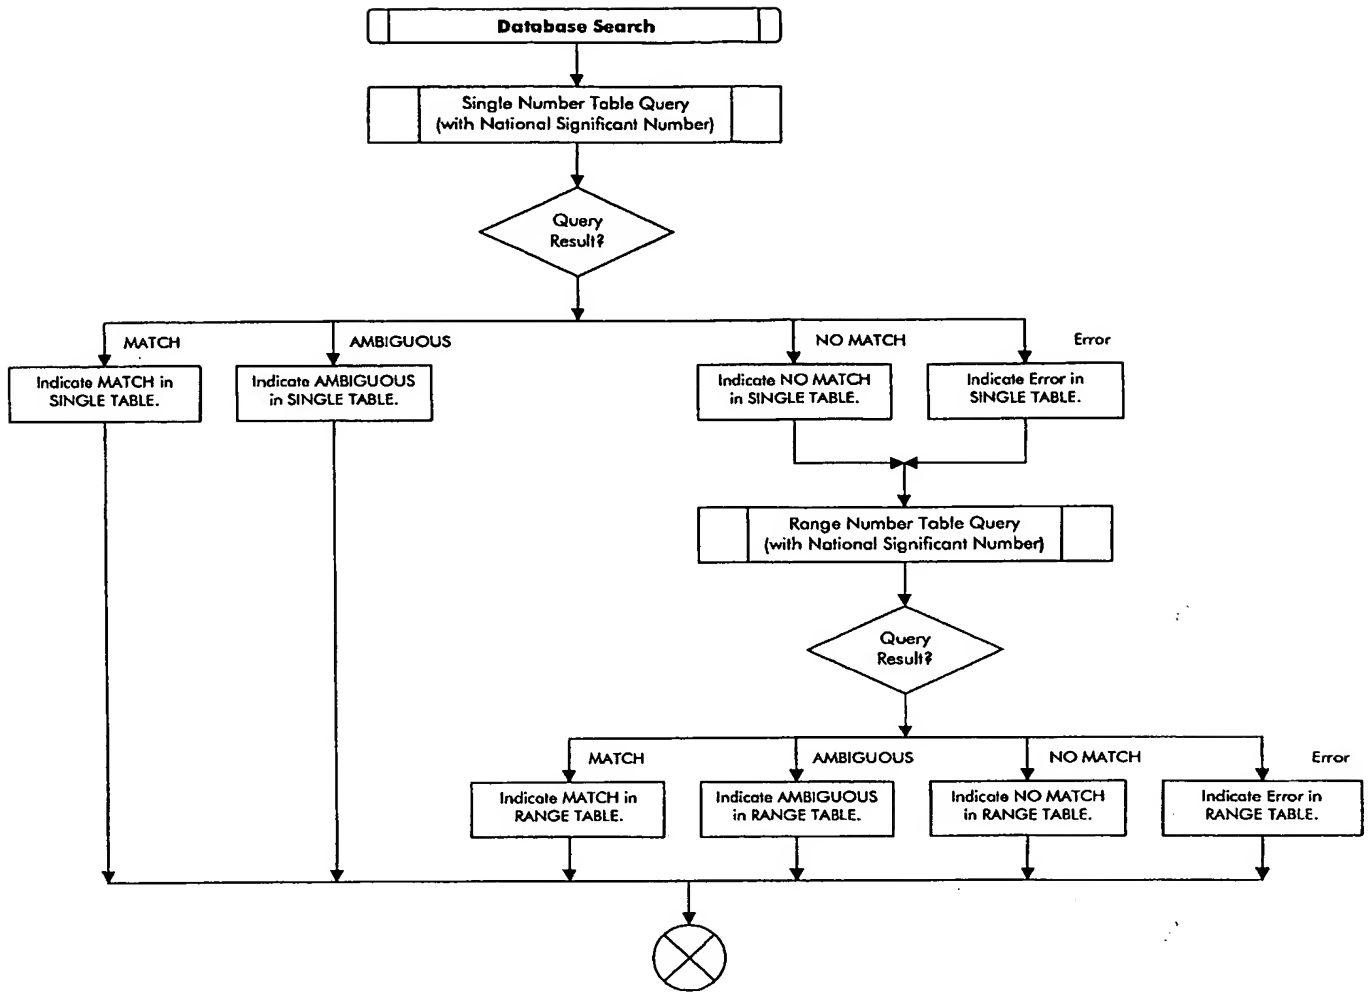 Database Search
Single Number Table Query
(with National Significant Number)
Query
Result?
MATCH
AMBIGUOUS
NO MATCH
Error
Indicate MATCH in
SINGLE TABLE.
Indicate AMBIGUOUS
in SINGLE TABLE.
Indicate NO MATCH
in SINGLE TABLE.
Indicate Error in
SINGLE TABLE.
Range Number Table Query
(with National Significant Number)
Query
Result?
MATCH
AMBIGUOUS
NO MATCH
Error
Indicate MATCH in
RANGE TABLE.
Indicate AMBIGUOUS
in RANGE TABLE.
Indicate NO MATCH
in RANGE TABLE.
Indicate Error in
RANGE TABLE.